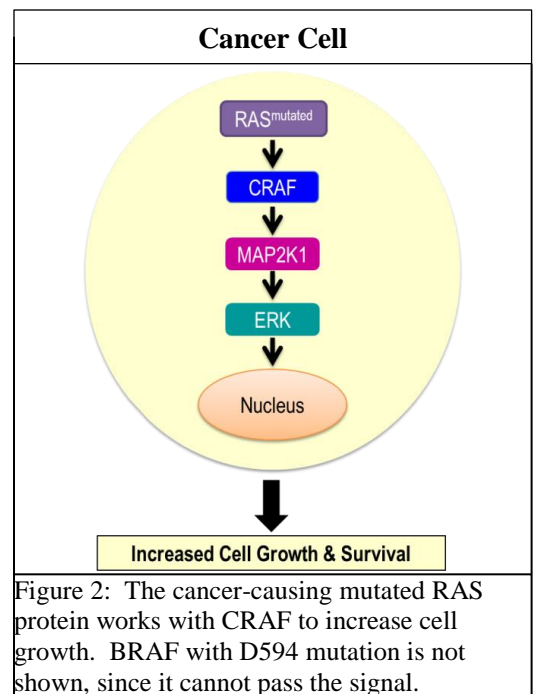 Cancer Cell
RASmutated
CRAF
MAP2K1
ERK
Nucleus
Increased Cell Growth & Survival
Figure 2:  The cancer-causing mutated RAS
protein works with CRAF to increase cell
growth.  BRAF with D594 mutation is not
shown, since it cannot pass the signal.